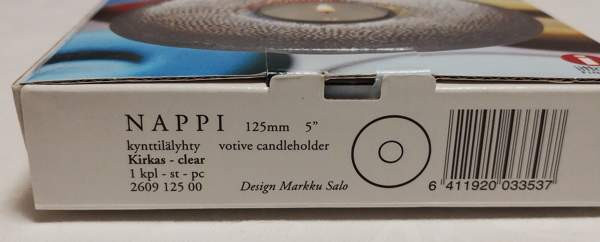 NAPPI 125mm 5”
kynttilälyhty votive candleholder
Kirkas - clear
1 kpl - st - pc
2609 125 00 Design Markku Salo
6 411920 033537